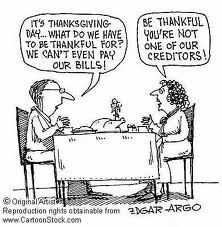 IT'S THANKSGIVING
DAY... WHAT DO WE HAVE
TO BE THANKFUL FOR?
WE CAN'T EVEN PAY
OUR BILLS!
BE THANKFUL
YOU'RE NOT
ONE OF OUR
CREDITORS!
EDGAR ARGO
© Original Artist
Reproduction rights obtainable from
www.CartoonStock.com